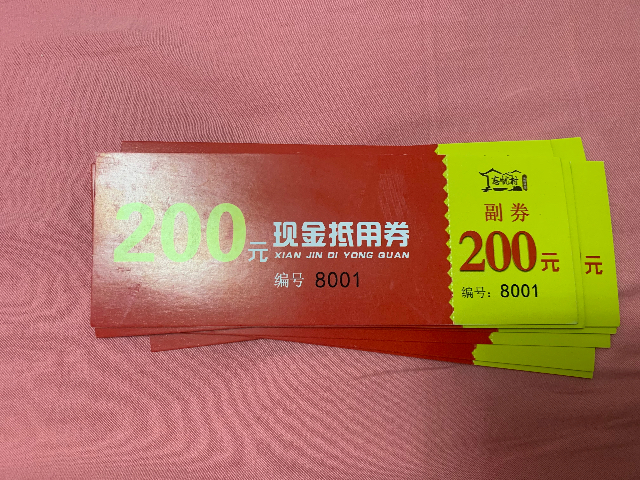 200元 现金抵用券
XIAN JIN DI YONG QUAN
编号 8001
副券
200元
编号：8001
元